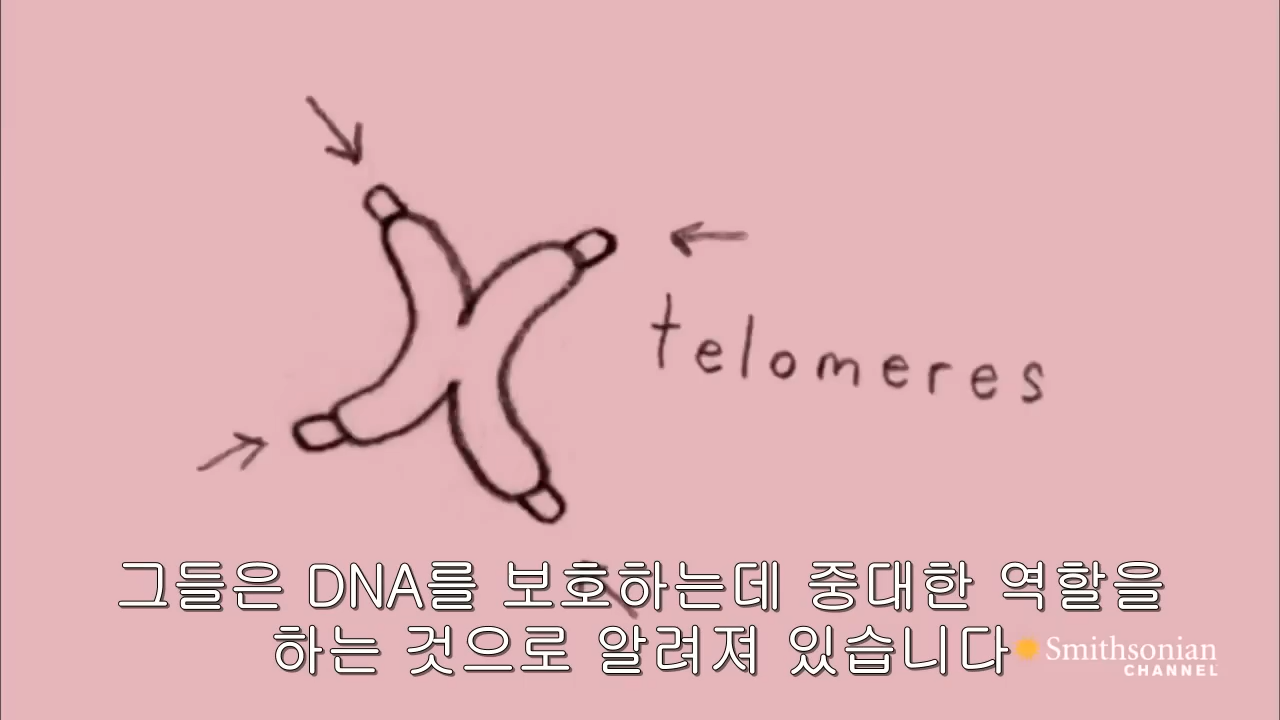 telomeres
그들은 DNA를 보호하는데 중대한 역할을
하는 것으로 알려져 있습니다
Smithsonian
CHANNEL